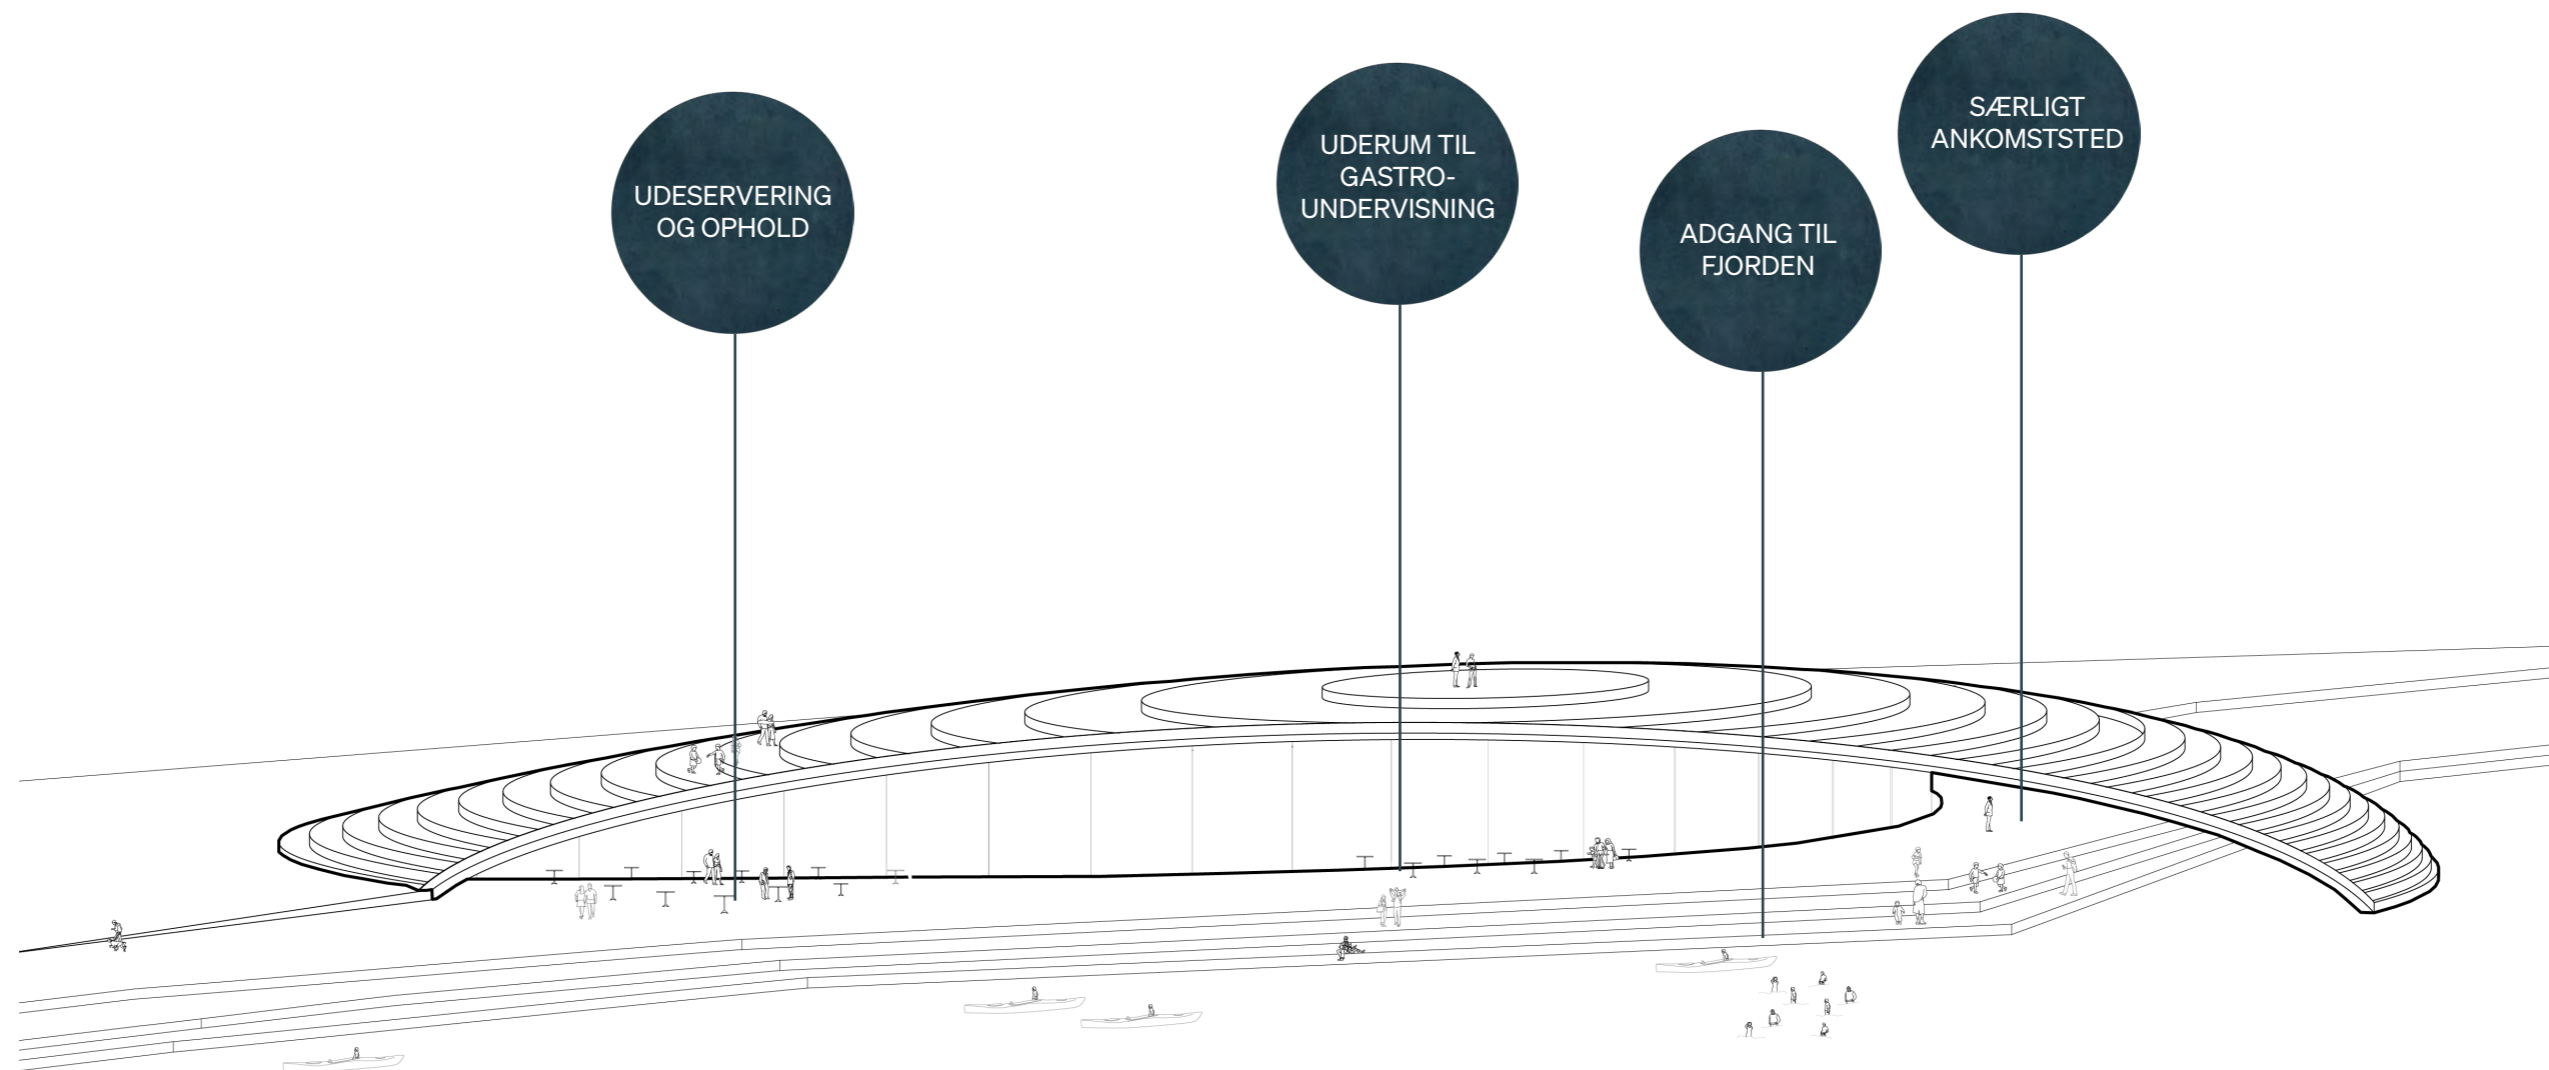 UDESERVERING
OG OPHOLD
UDERUM TIL
GASTRO-
UNDERVISNING
ADGANG TIL
FJORDEN
SÆRLIGT
ANKOMSTSTED